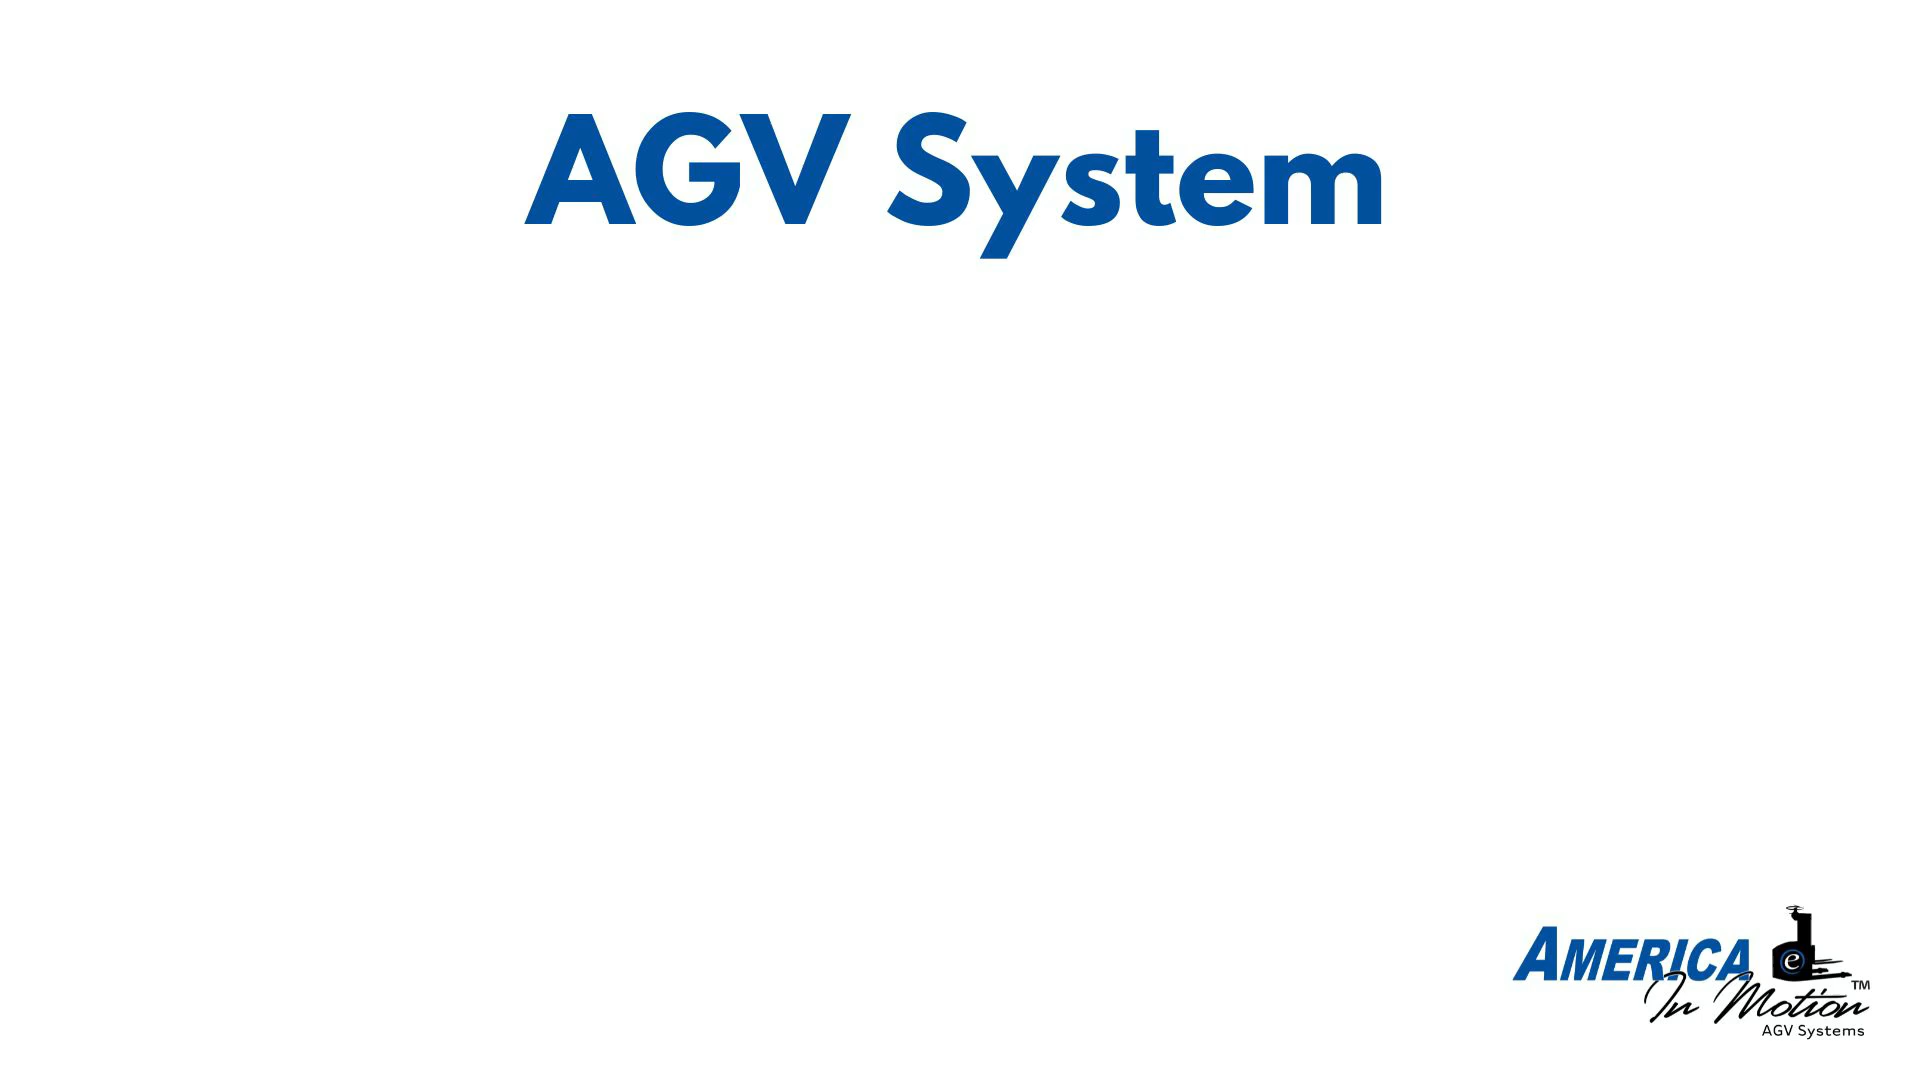 AGV System
AMERICA
e
In Motion
TM
AGV Systems